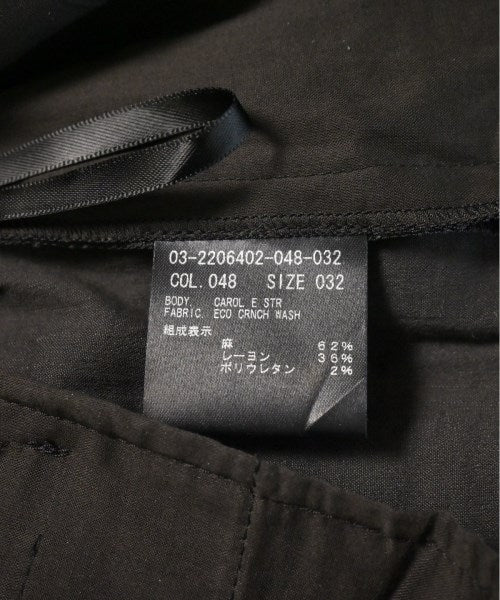 03-2206402-048-032
COL.048 SIZE 032
BODY. CAROL E STR
FABRIC. ECO CRNCH WASH
組成表示
麻 62%
レーヨン 36%
ポリウレタン 2%